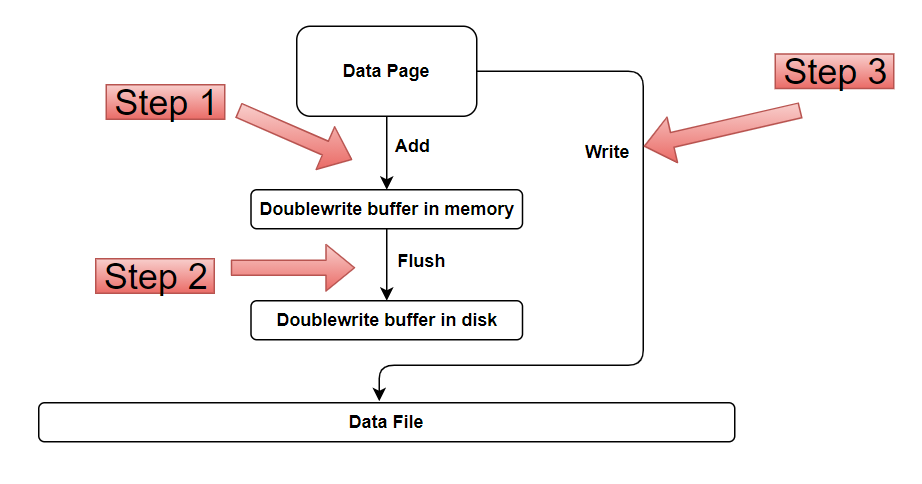 Data Page
Step 3
Step 1
Add
Write
Doublewrite buffer in memory
Step 2
Flush
Doublewrite buffer in disk
Data File